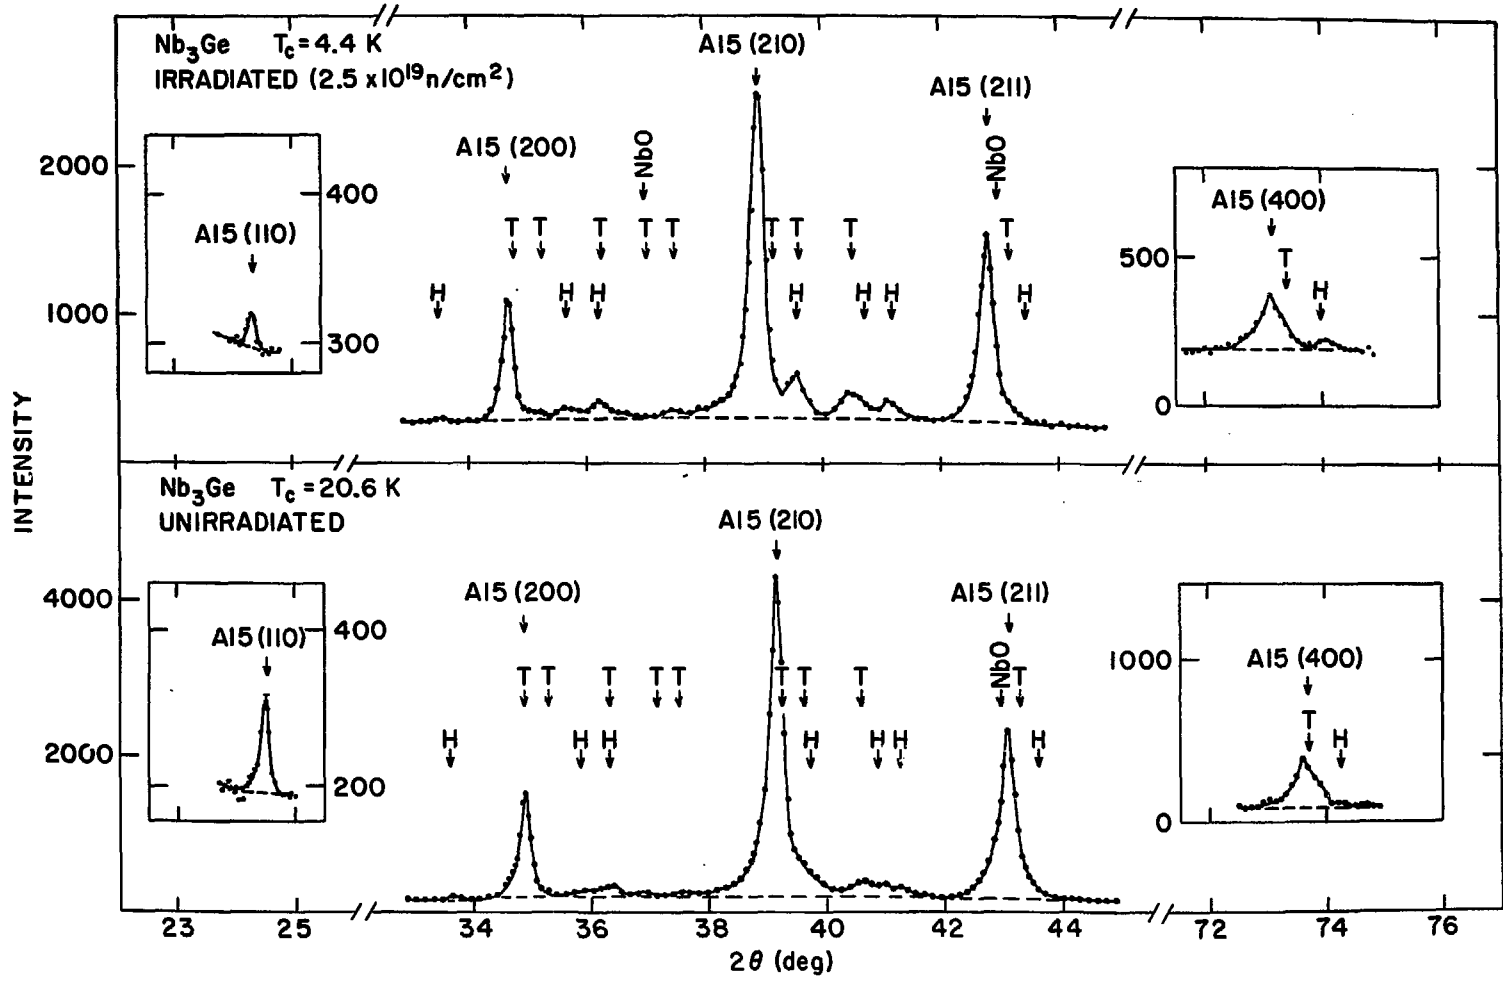 Nb3Ge Tc=4.4 K
IRRADIATED (2.5 x10^19 n/cm^2)
A15 (210)
A15 (211)
A15 (200)
NbO
NbO
2000
400
A15 (110)
A15 (400)
T T T T T T T T T
T
500
H H H H H H H
H
1000
300
0
INTENSITY
Nb3Ge Tc=20.6 K
UNIRRADIATED
A15 (210)
A15 (200)
A15 (211)
4000
400
A15 (110)
NbO
1000
A15 (400)
T T T T T T T T T
T
H H H H H H H
H
2000
200
0
23 25 34 36 38 40 42 44 72 74 76
2θ (deg)